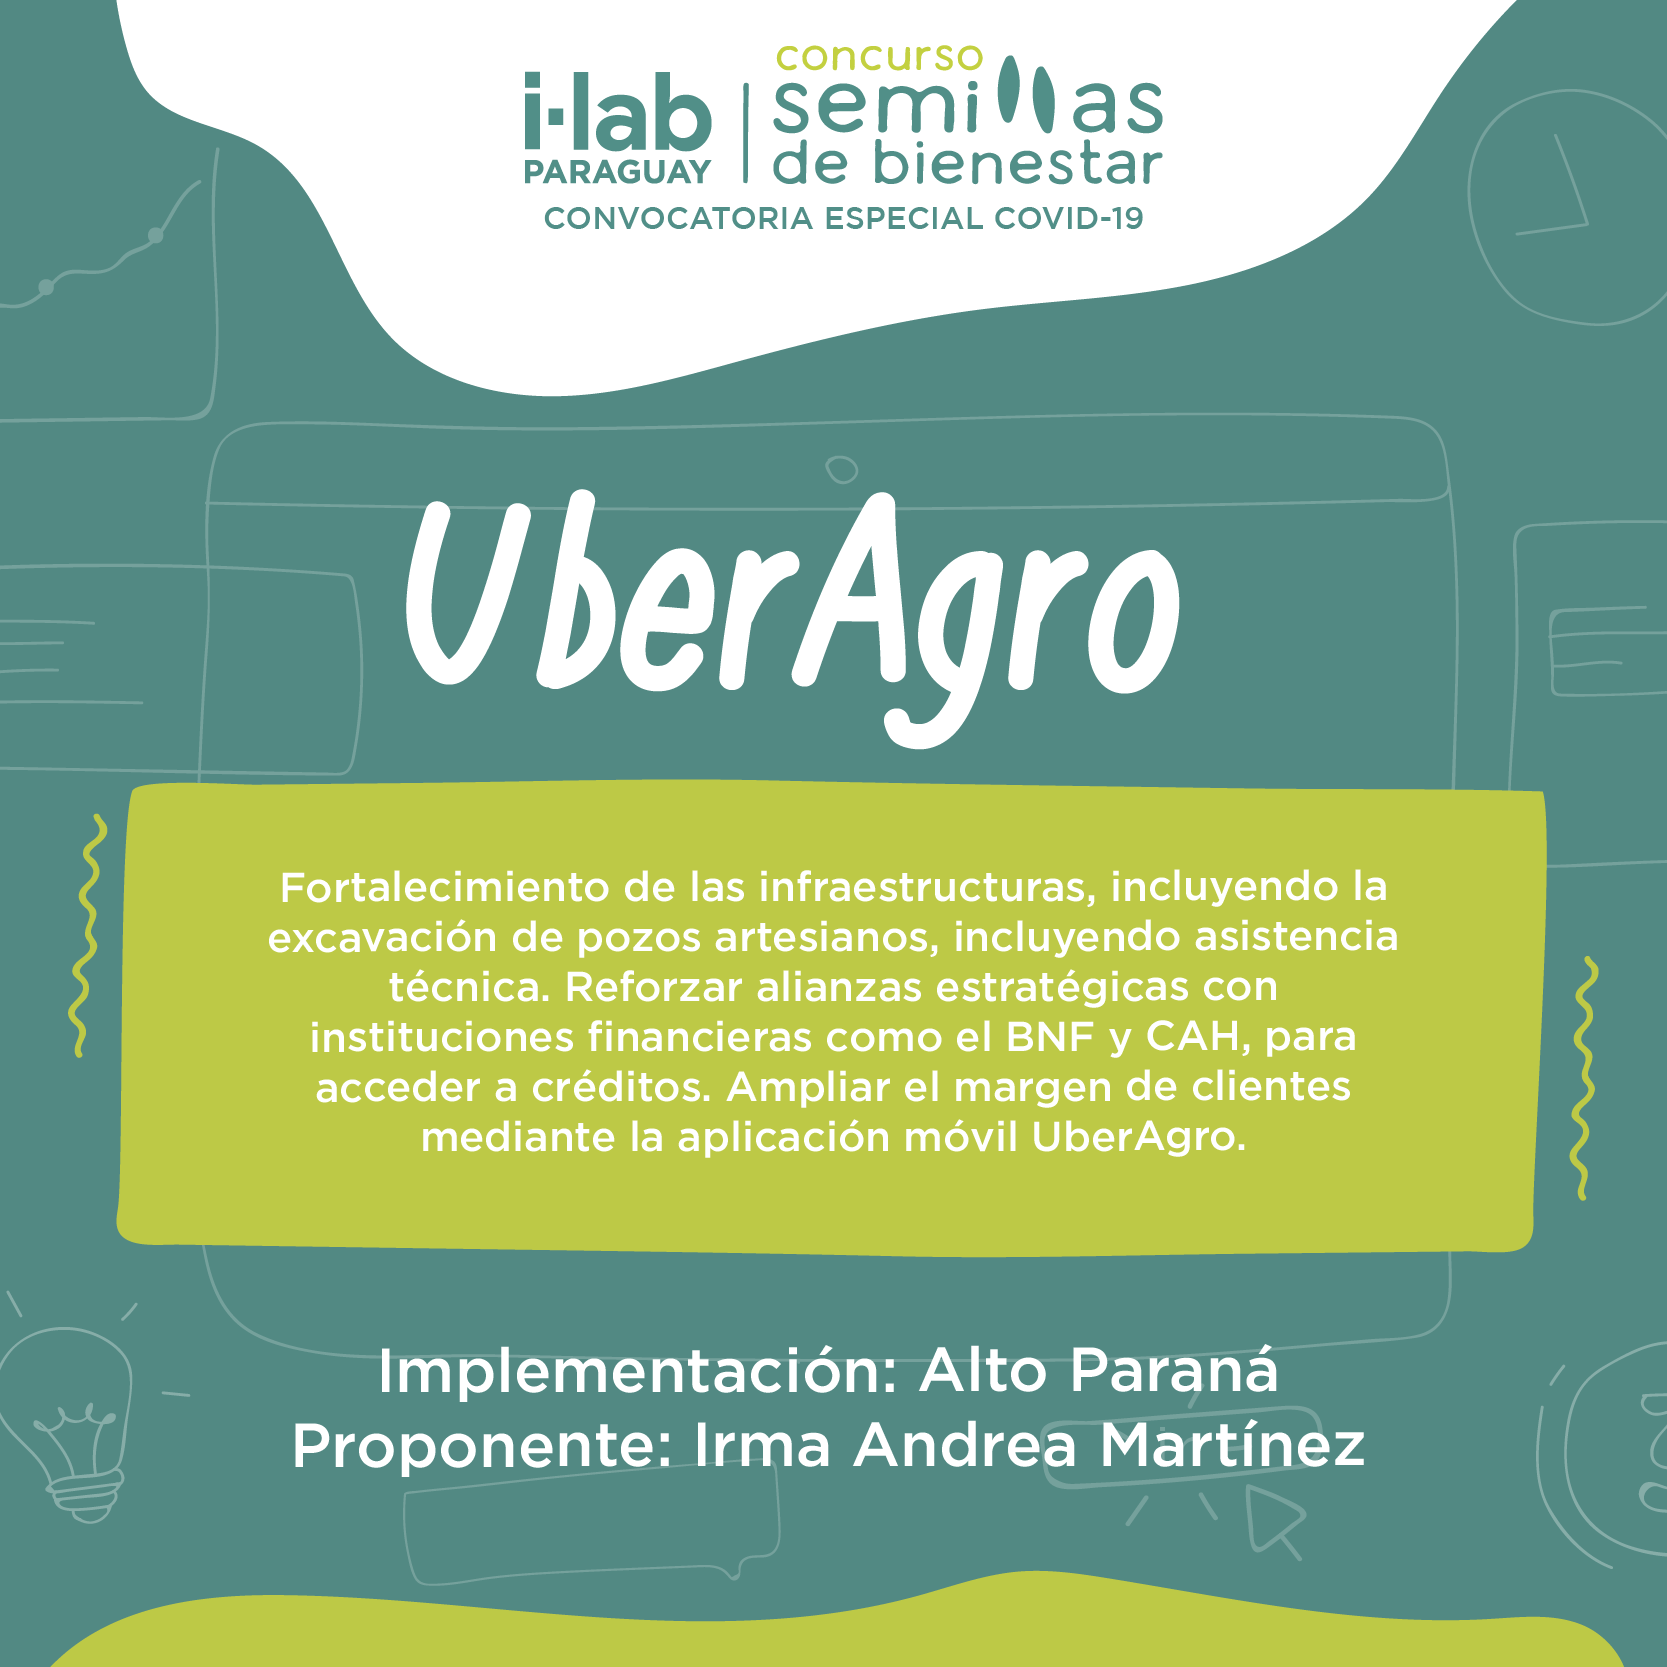 i·lab
PARAGUAY
concurso
semillas
de bienestar
CONVOCATORIA ESPECIAL COVID-19
UberAgro
Fortalecimiento de las infraestructuras, incluyendo la
excavación de pozos artesianos, incluyendo asistencia
técnica. Reforzar alianzas estratégicas con
instituciones financieras como el BNF y CAH, para
acceder a créditos. Ampliar el margen de clientes
mediante la aplicación móvil UberAgro.
Implementación: Alto Paraná
Proponente: Irma Andrea Martínez